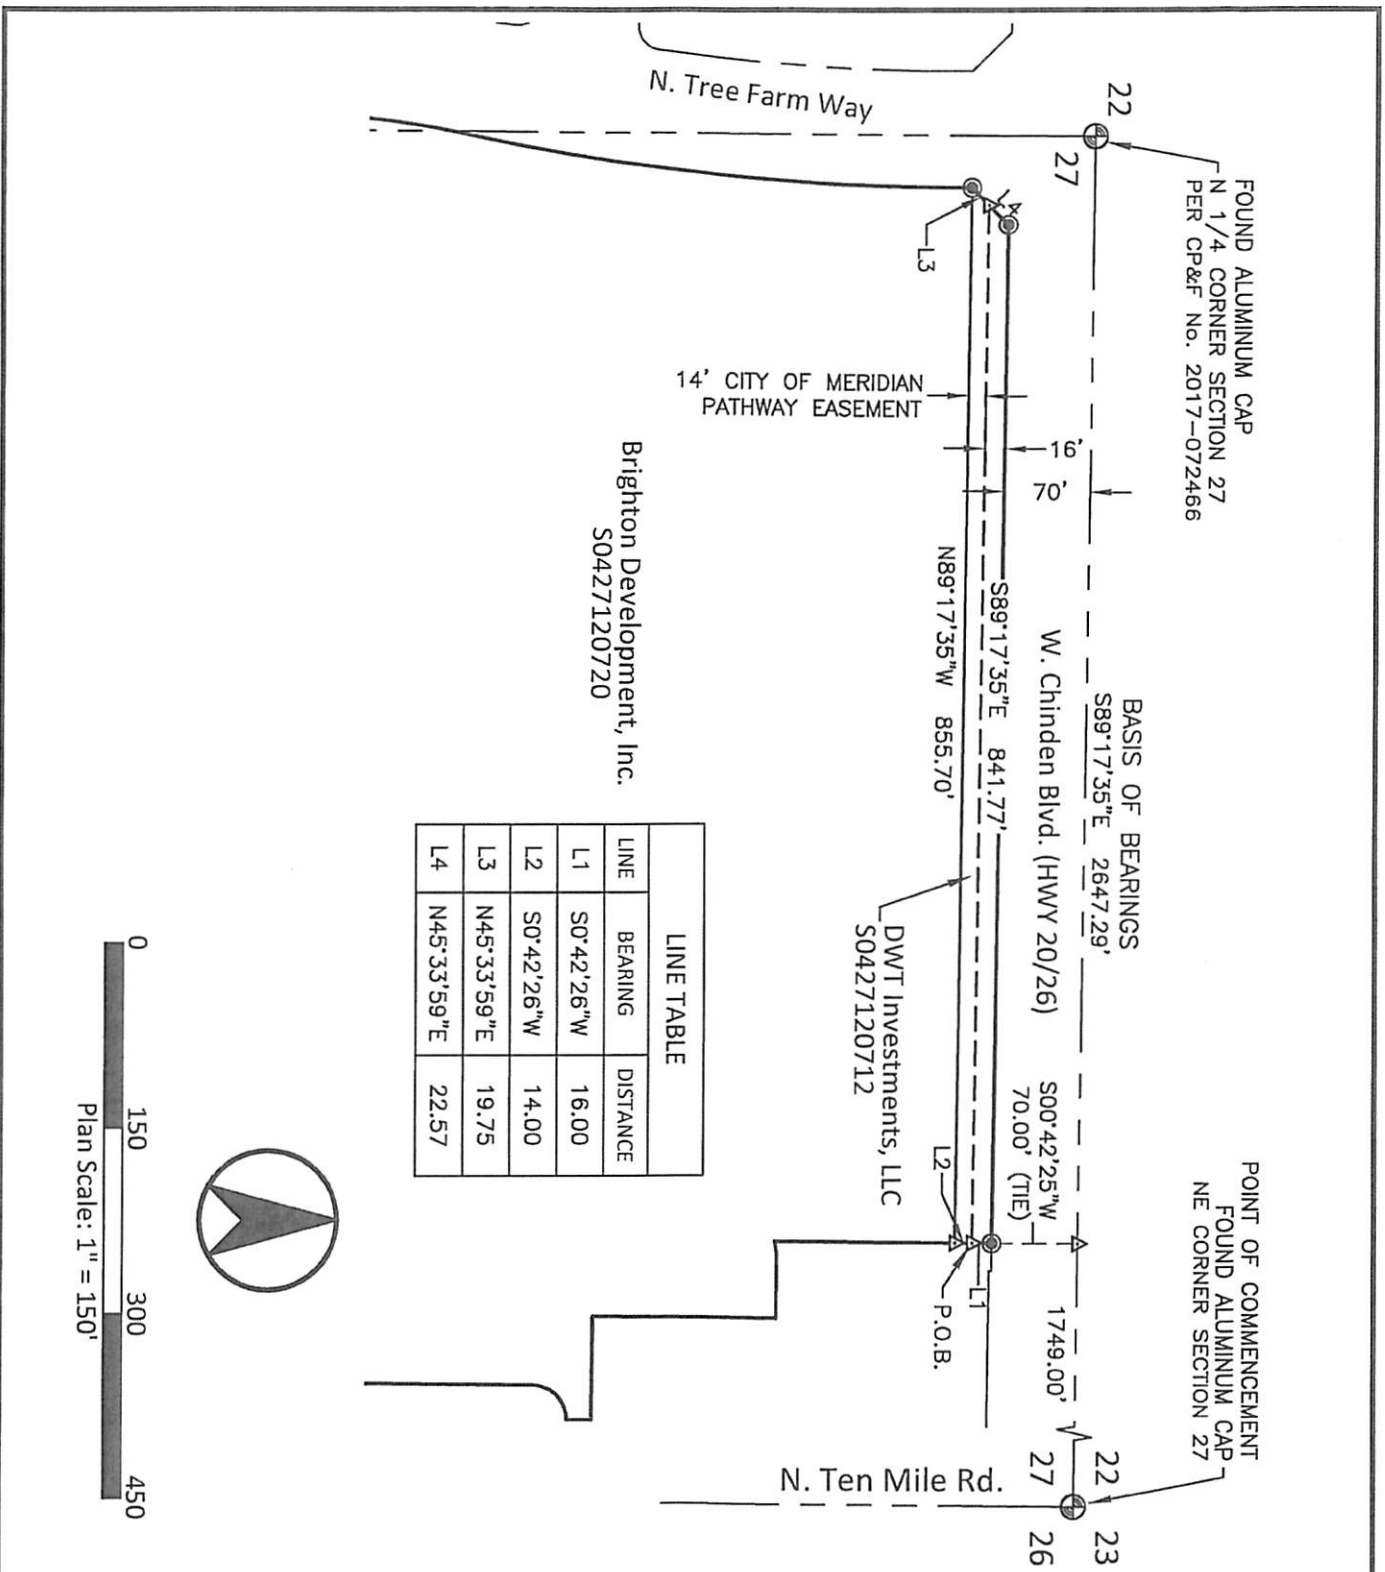 22
27
FOUND ALUMINUM CAP
N 1/4 CORNER SECTION 27
PER CP&F No. 2017-072466
N. Tree Farm Way
L4
L3
14' CITY OF MERIDIAN
PATHWAY EASEMENT
16'
70'
BASIS OF BEARINGS
S89°17'35"E 2647.29'
W. Chinden Blvd. (HWY 20/26)
S89°17'35"E 841.77'
N89°17'35"W 855.70'
Brighton Development, Inc.
S0427120720
DWT Investments, LLC
S0427120712
S00°42'25"W
70.00' (TIE)
L2
L1
P.O.B.
1749.00'
POINT OF COMMENCEMENT
FOUND ALUMINUM CAP
NE CORNER SECTION 27
22
23
27
26
N. Ten Mile Rd.
LINE TABLE
LINE BEARING DISTANCE
L1 S0°42'26"W 16.00
L2 S0°42'26"W 14.00
L3 N45°33'59"E 19.75
L4 N45°33'59"E 22.57
0 150 300 450
Plan Scale: 1" = 150'